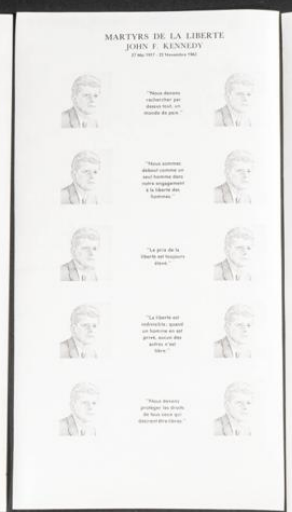 MARTYRS DE LA LIBERTE
JOHN F. KENNEDY
27 Mai 1917 - 22 Novembre 1963
"Nous devons
rechercher par
dessus tout, un
monde de paix."
"Nous sommes
debout comme un
seul homme dans
notre engagement
à la liberté des
hommes."
"Le prix de la
liberté est toujours
élevé."
"La liberté est
indivisible; quand
un homme en est
privé, aucun des
autres n'est
libre."
"Nous devons
protéger les droits
de tous ceux qui
désirent être libres."